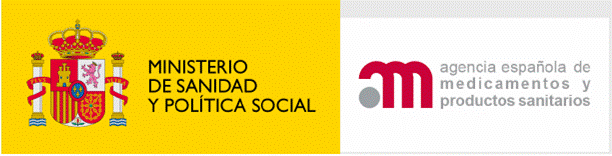 MINISTERIO
DE SANIDAD
Y POLÍTICA SOCIAL
agencia española de
medicamentos y
productos sanitarios